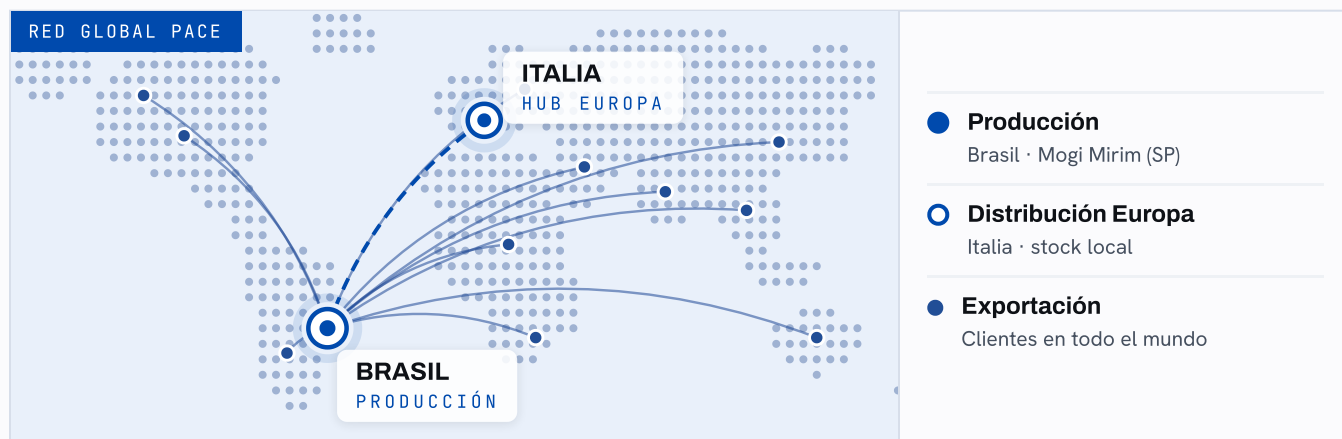 RED GLOBAL PACE
ITALIA
HUB EUROPA
BRASIL
PRODUCCIÓN
Producción
Brasil · Mogi Mirim (SP)
Distribución Europa
Italia · stock local
Exportación
Clientes en todo el mundo